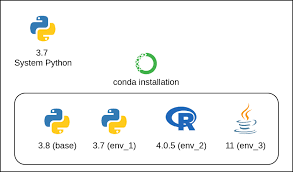 3.7
System Python
conda installation
3.8 (base) 3.7 (env_1) 4.0.5 (env_2) 11 (env_3)